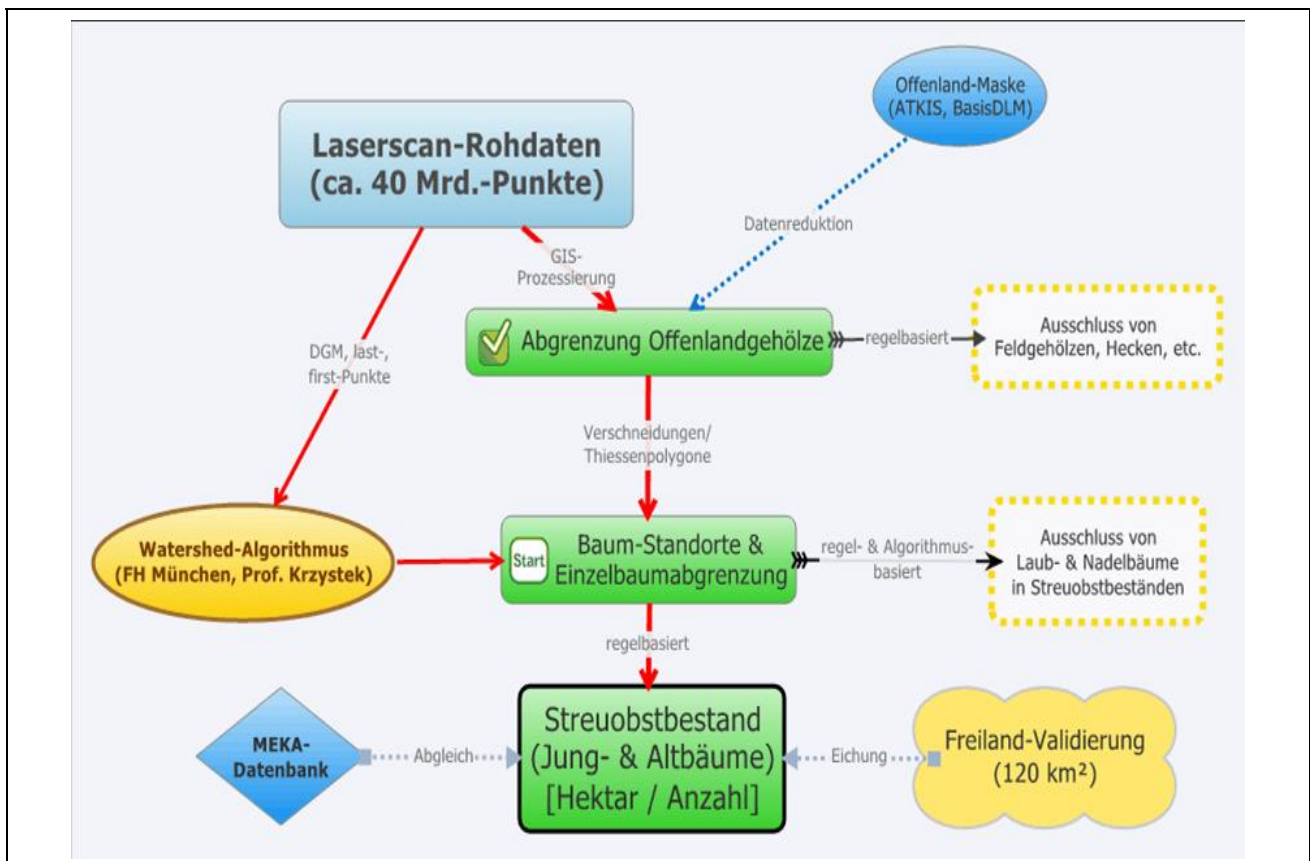 Offenland-Maske
(ATKIS, BasisDLM)
Laserscan-Rohdaten
(ca. 40 Mrd.-Punkte)
Datenreduktion
GIS-
Prozessierung
Abgrenzung Offenlandgehölze
regelbasiert
Ausschluss von
Feldgehölzen, Hecken, etc.
DGM, last-,
first-Punkte
Verschneidungen/
Thiessenpolygone
Watershed-Algorithmus
(FH München, Prof. Krzystek)
Start
Baum-Standorte &
Einzelbaumabgrenzung
regel- & Algorithmus-
basiert
Ausschluss von
Laub- & Nadelbäume
in Streuobstbeständen
regelbasiert
MEKA-
Datenbank
Abgleich
Streuobstbestand
(Jung- & Altbäume)
[Hektar / Anzahl]
Eichung
Freiland-Validierung
(120 km²)